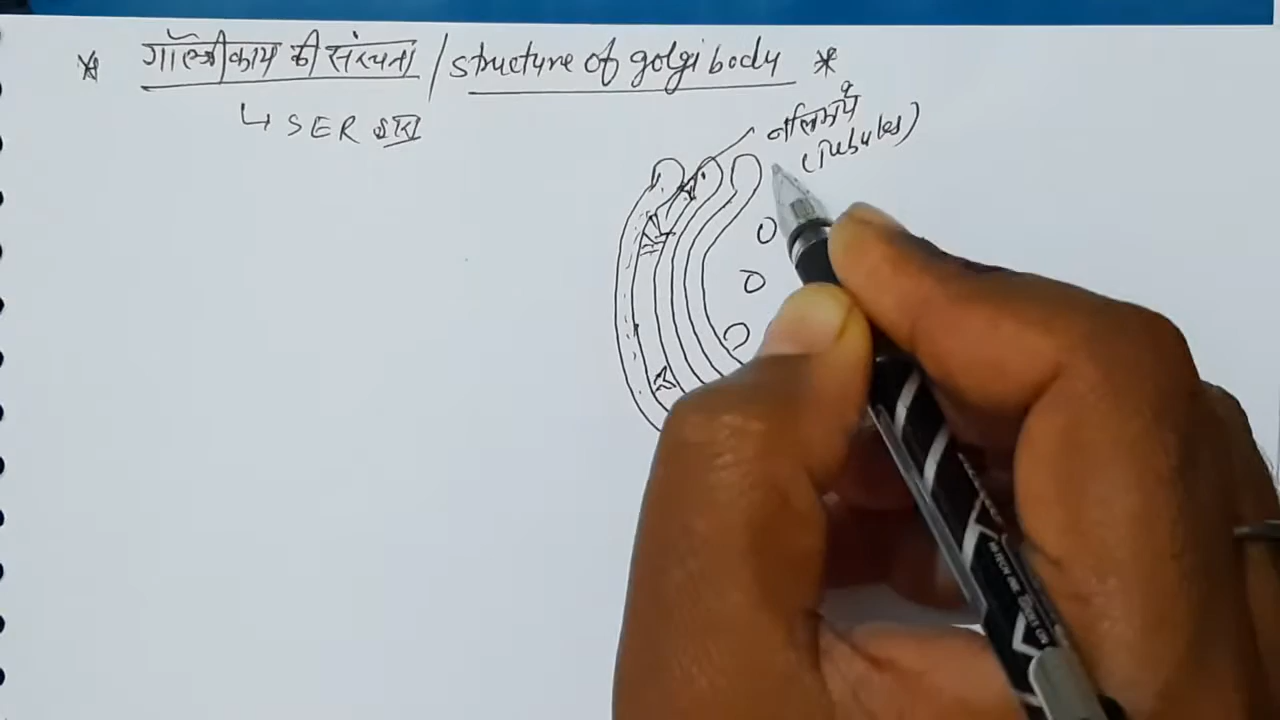 * गॉल्जीकाय की संरचना / structure of golgi body *
↳ SER द्वारा
नलिकायें
(Tubules)